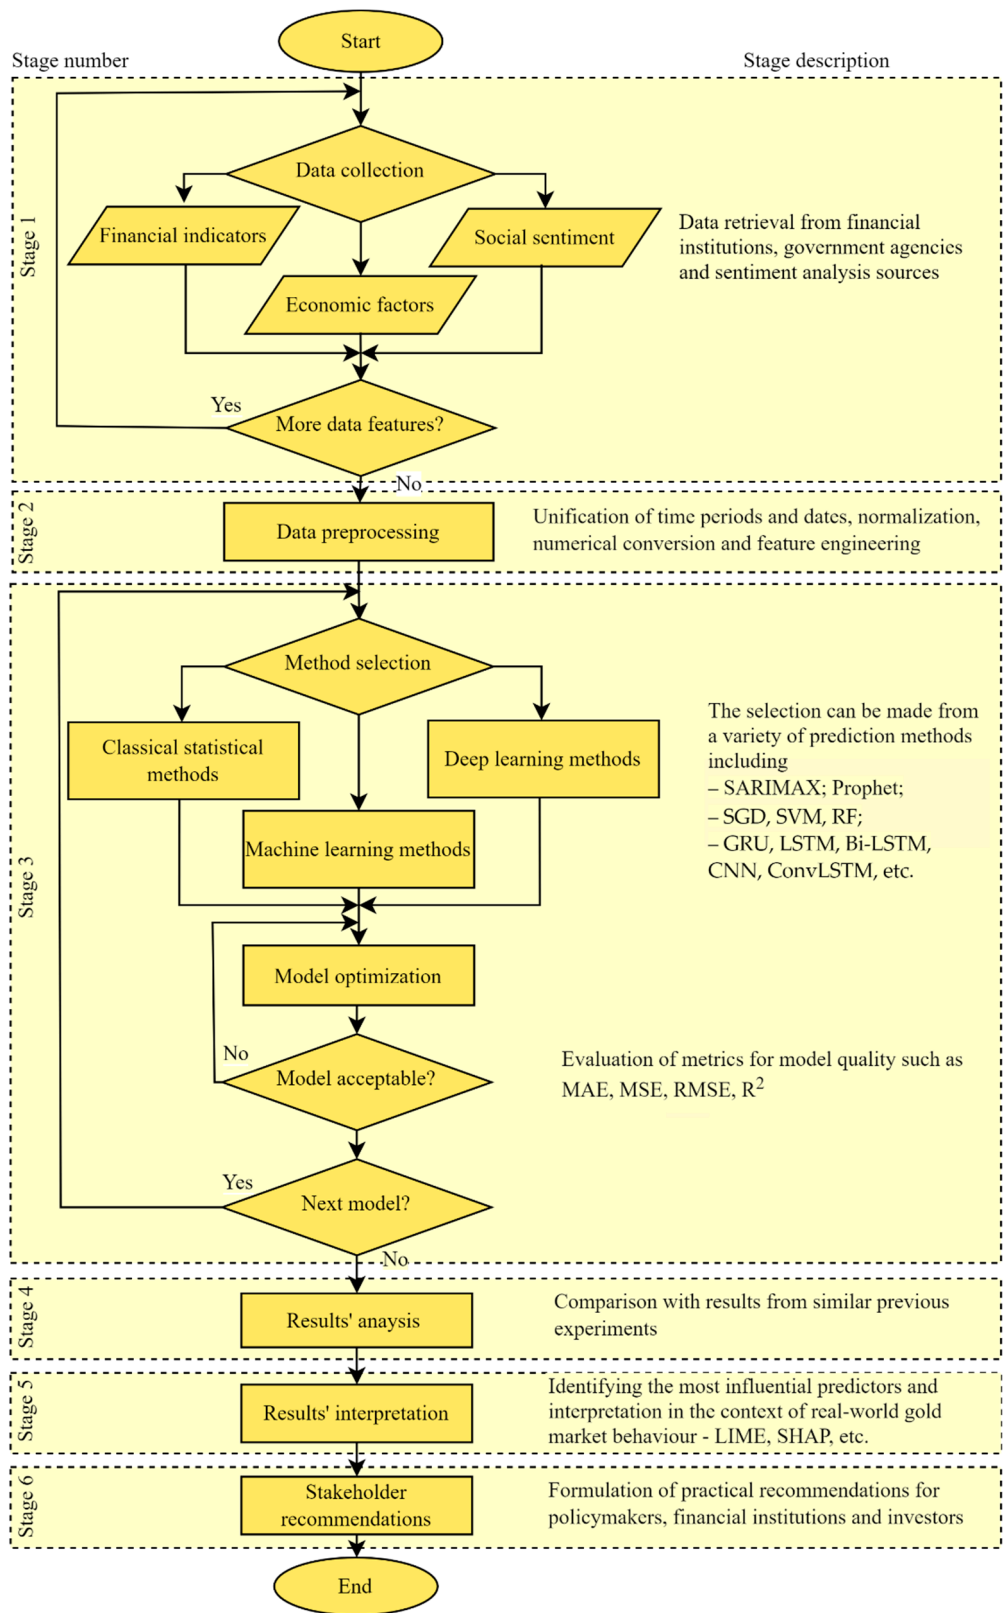 Start
Stage number
Stage description
Stage 1
Data collection
Financial indicators
Social sentiment
Economic factors
Data retrieval from financial
institutions, government agencies
and sentiment analysis sources
Yes
More data features?
No
Stage 2
Data preprocessing
Unification of time periods and dates, normalization,
numerical conversion and feature engineering
Stage 3
Method selection
Classical statistical
methods
Deep learning methods
Machine learning methods
The selection can be made from
a variety of prediction methods
including
– SARIMAX; Prophet;
– SGD, SVM, RF;
– GRU, LSTM, Bi-LSTM,
CNN, ConvLSTM, etc.
Model optimization
No
Model acceptable?
Evaluation of metrics for model quality such as
MAE, MSE, RMSE, R²
Yes
Next model?
No
Stage 4
Results' anaysis
Comparison with results from similar previous
experiments
Stage 5
Results' interpretation
Identifying the most influential predictors and
interpretation in the context of real-world gold
market behaviour - LIME, SHAP, etc.
Stage 6
Stakeholder
recommendations
Formulation of practical recommendations for
policymakers, financial institutions and investors
End